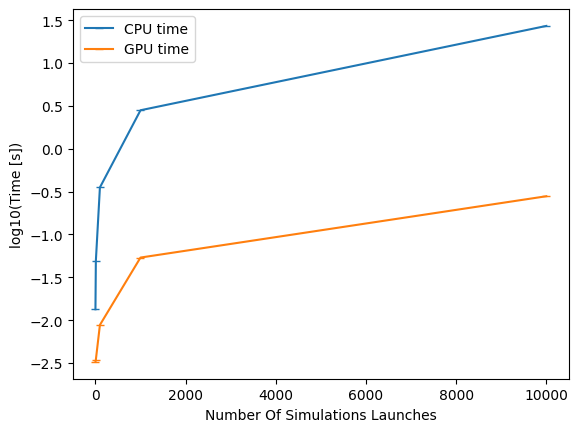 CPU time
GPU time
1.5
1.0
0.5
0.0
−0.5
−1.0
−1.5
−2.0
−2.5
log10(Time [s])
0 2000 4000 6000 8000 10000
Number Of Simulations Launches